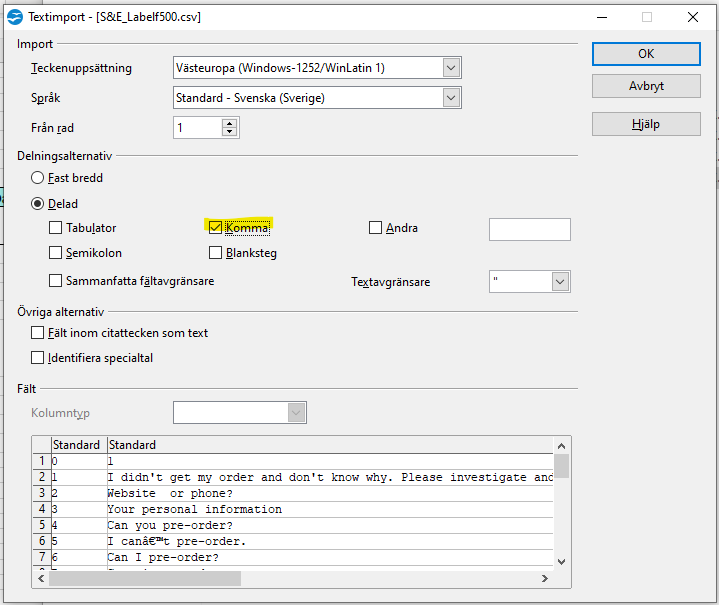 Textimport - [S&E_Labelf500.csv]
Import
Teckenuppsättning Västeuropa (Windows-1252/WinLatin 1)
Språk Standard - Svenska (Sverige)
Från rad 1
OK
Avbryt
Hjälp
Delningsalternativ
Fast bredd
Delad
Tabulator Komma Andra
Semikolon Blanksteg
Sammanfatta fältavgränsare Textavgränsare "
Övriga alternativ
Fält inom citattecken som text
Identifiera specialtal
Fält
Kolumntyp
Standard Standard
1 0 1
2 1 I didn't get my order and don't know why. Please investigate and
3 2 Website  or phone?
4 3 Your personal information
5 4 Can you pre-order?
6 5 I canâ€™t pre-order.
7 6 Can I pre-order?